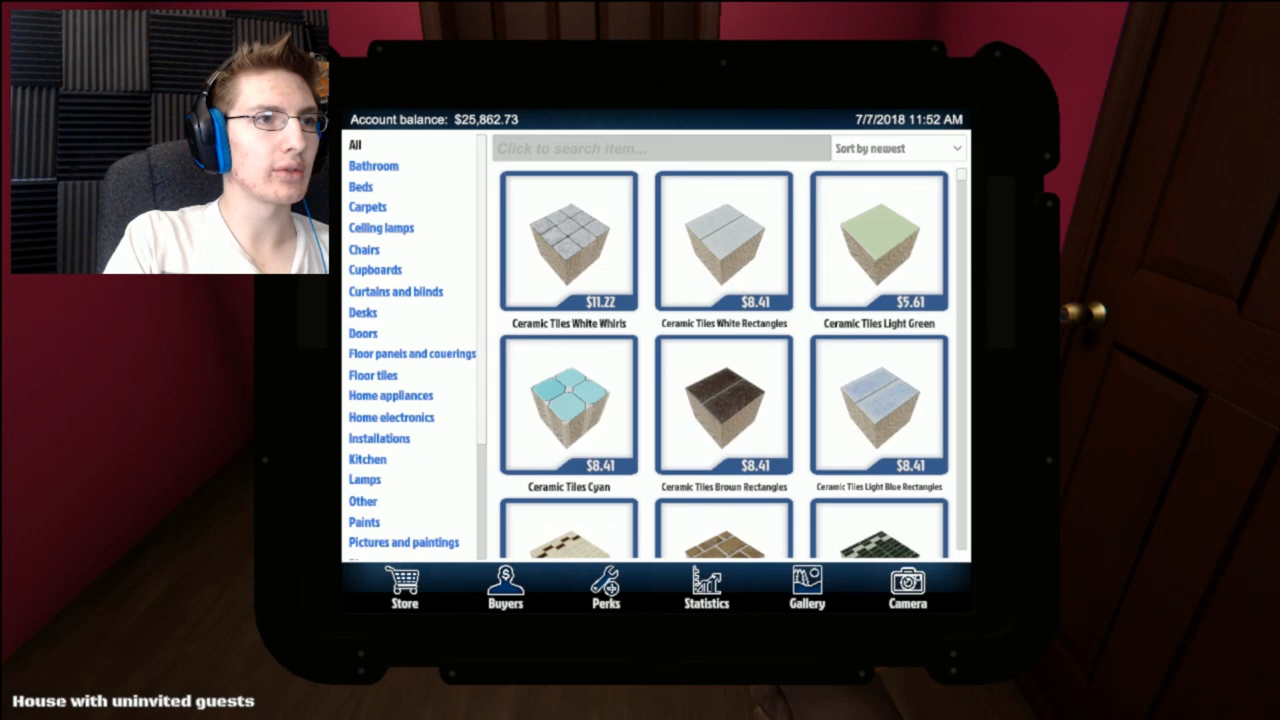 Account balance: $25,862.73
7/7/2018 11:52 AM
All
Bathroom
Beds
Carpets
Ceiling lamps
Chairs
Cupboards
Curtains and blinds
Desks
Doors
Floor panels and coverings
Floor tiles
Home appliances
Home electronics
Installations
Kitchen
Lamps
Other
Paints
Pictures and paintings
Click to search item...
Sort by newest
$11.22
$8.41
$5.61
Ceramic Tiles White Whirls
Ceramic Tiles White Rectangles
Ceramic Tiles Light Green
$8.41
$8.41
$8.41
Ceramic Tiles Cyan
Ceramic Tiles Brown Rectangles
Ceramic Tiles Light Blue Rectangles
Store
Buyers
Perks
Statistics
Gallery
Camera
House with uninvited guests